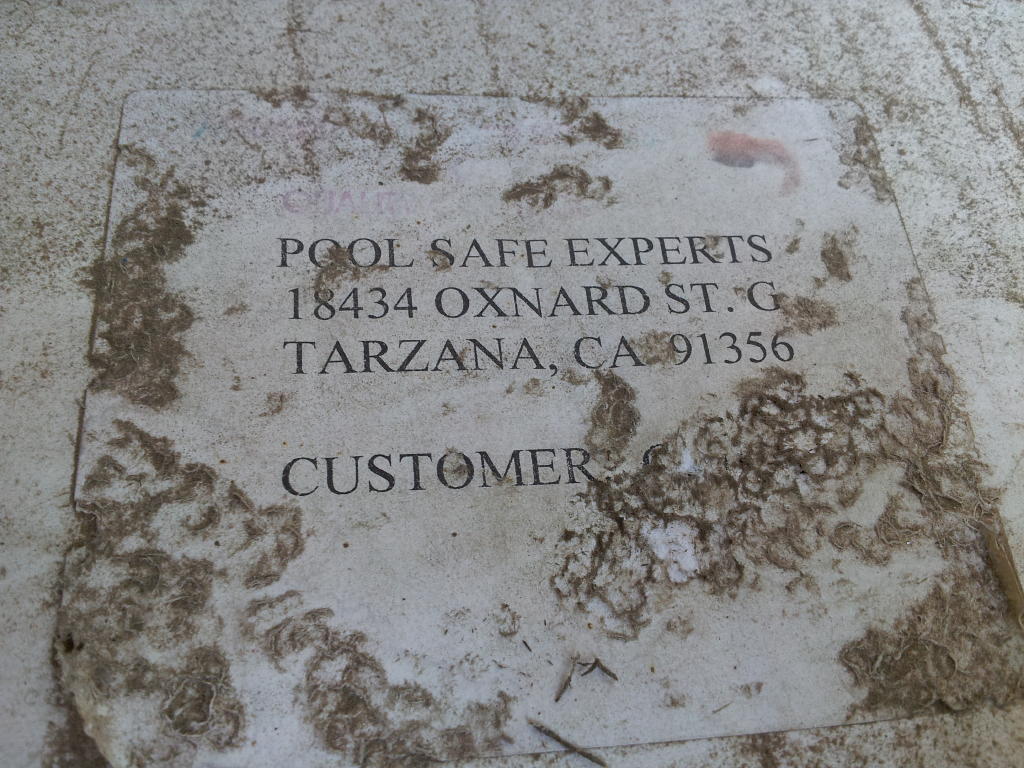 POOL SAFE EXPERTS
18434 OXNARD ST. G
TARZANA, CA 91356
CUSTOMER